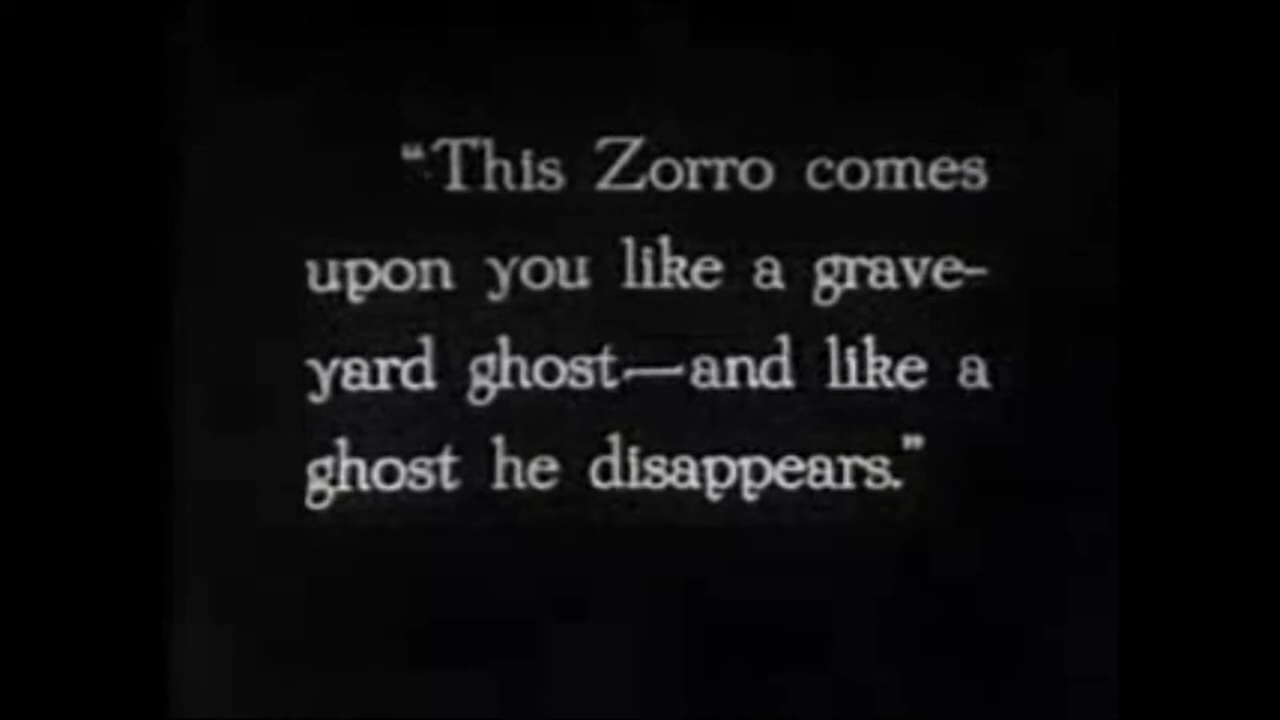 “This Zorro comes
upon you like a grave-
yard ghost—and like a
ghost he disappears.”